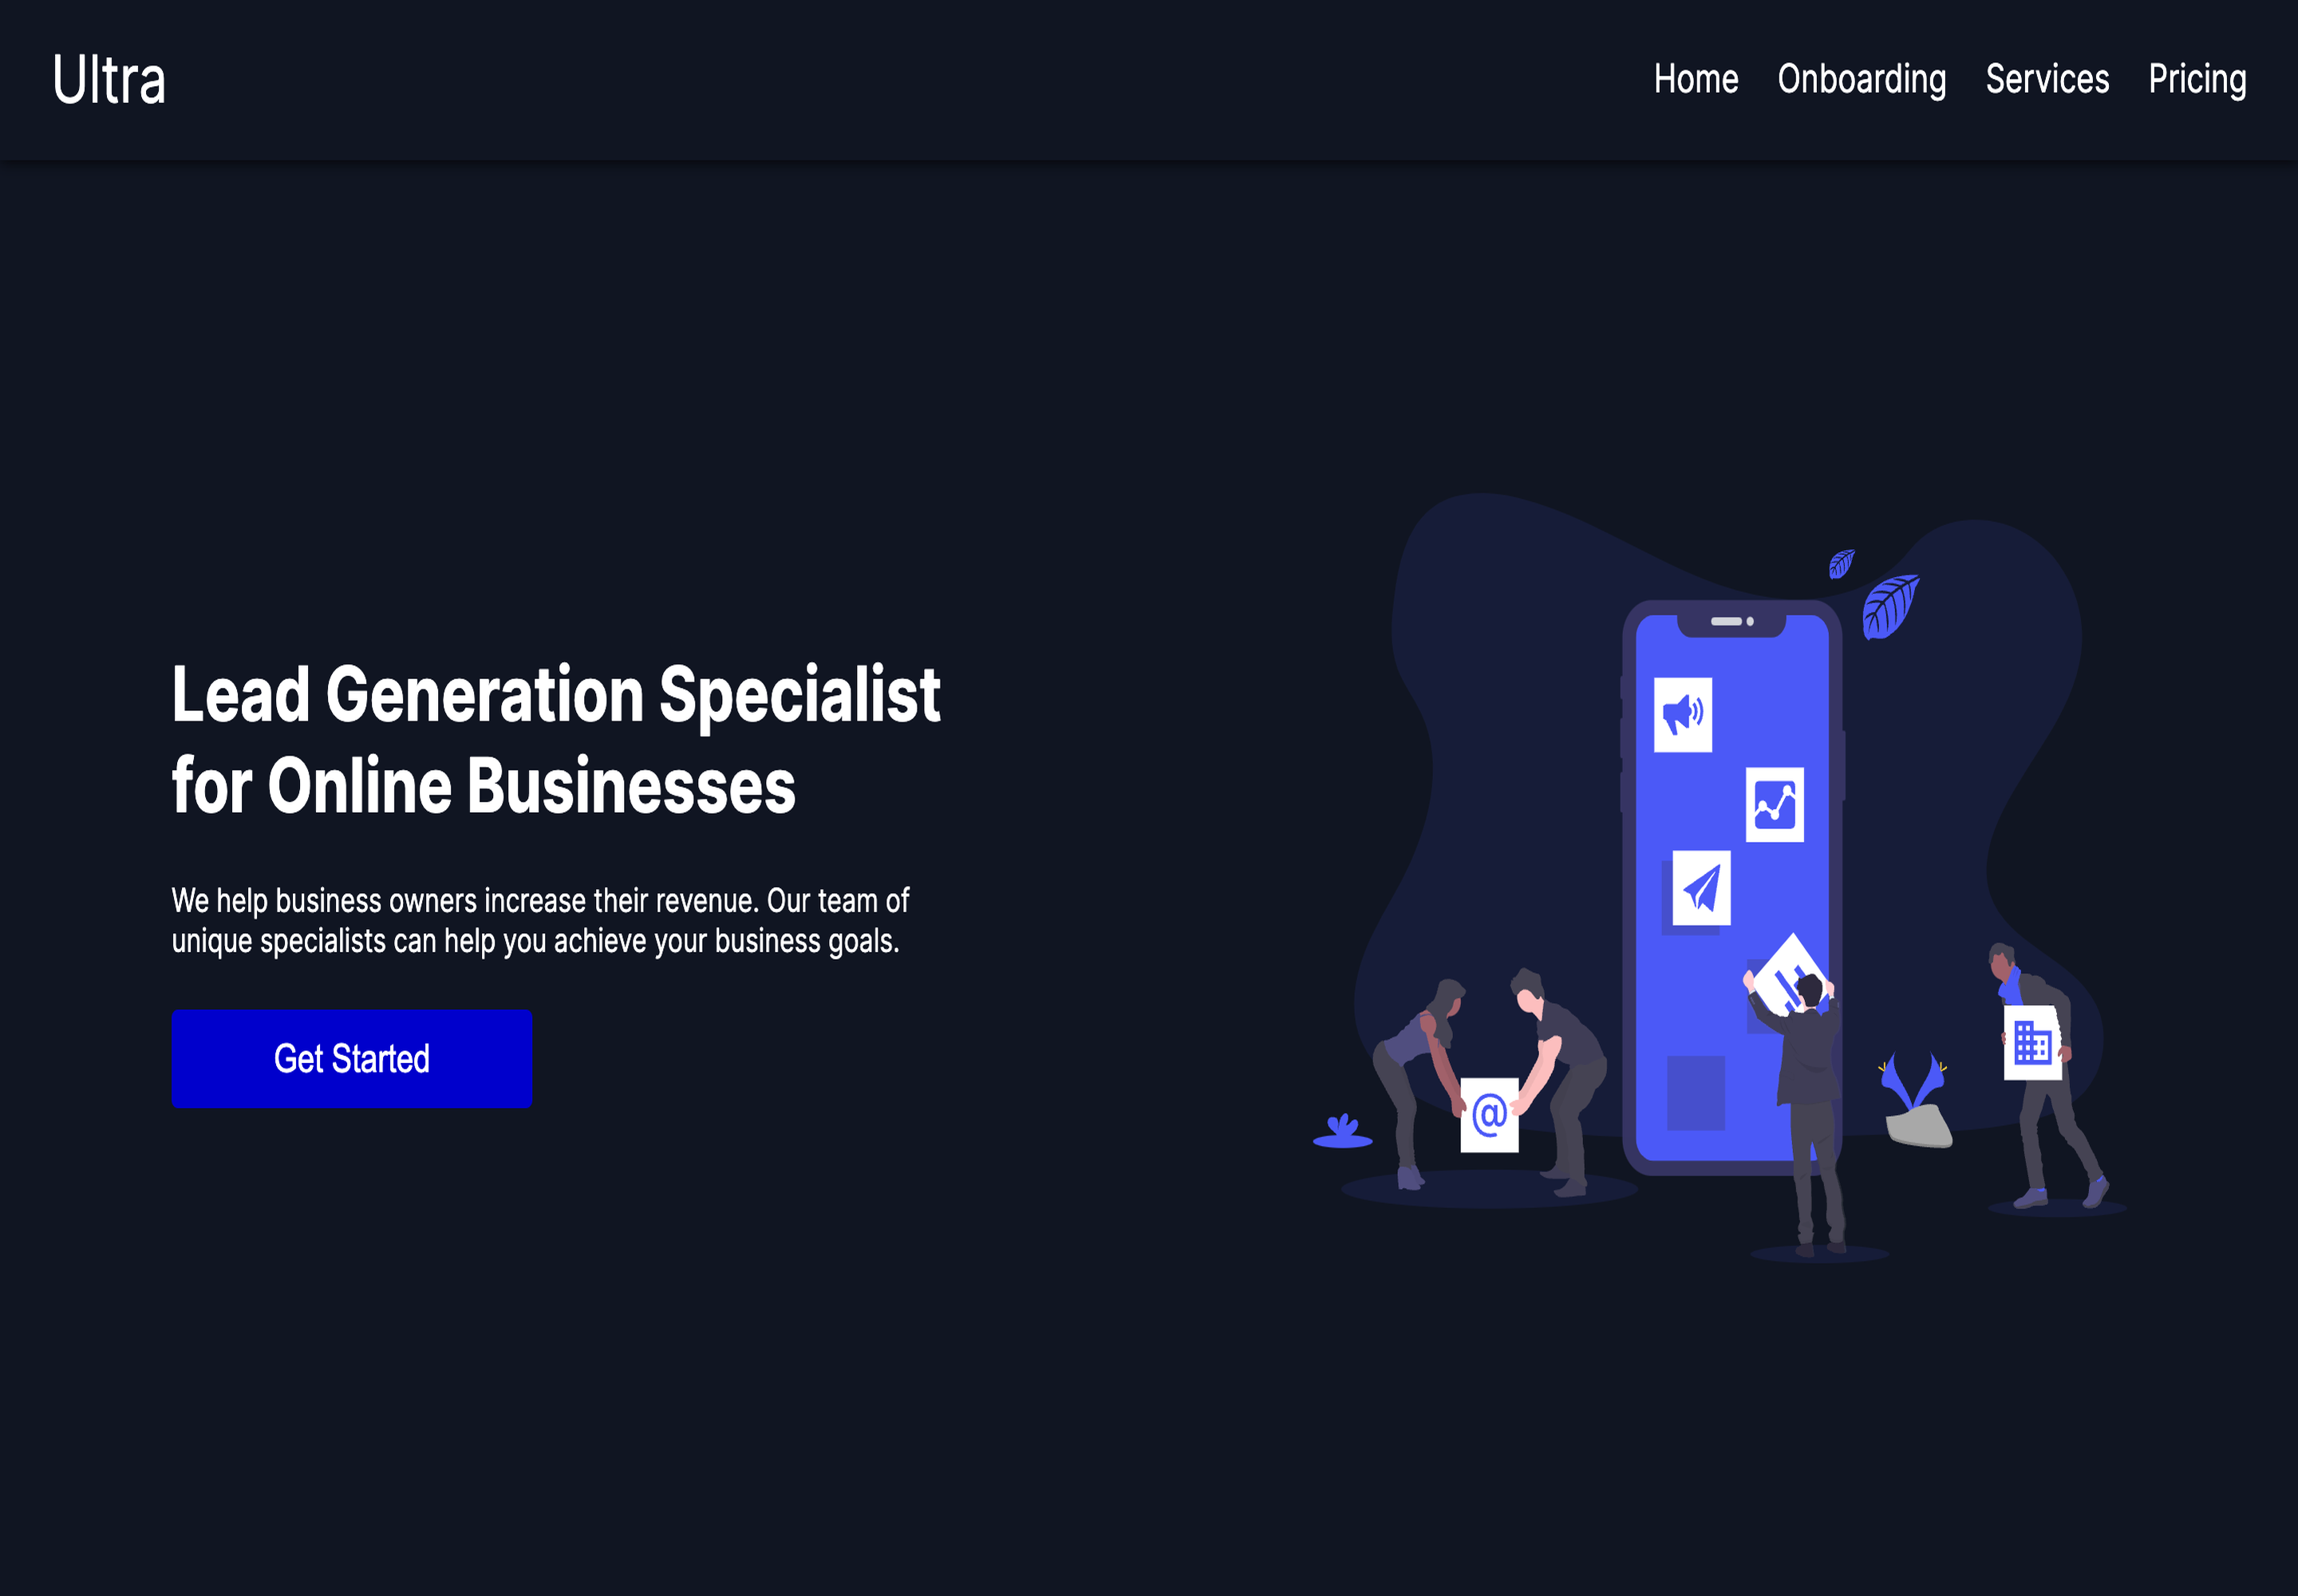 Ultra
Home Onboarding Services Pricing
Lead Generation Specialist
for Online Businesses
We help business owners increase their revenue. Our team of
unique specialists can help you achieve your business goals.
Get Started
@